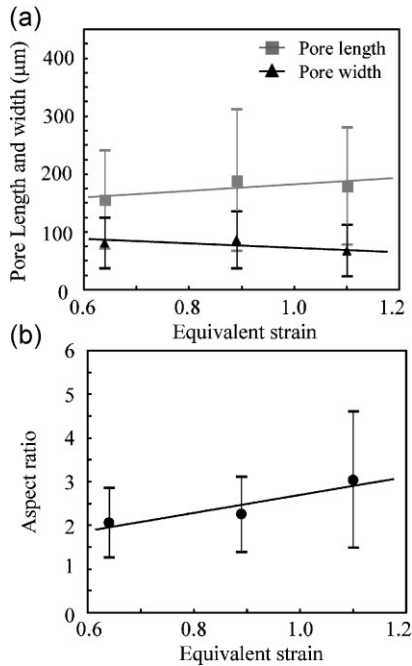 (a)
Pore Length and width (μm)
400
300
200
100
0
Pore length
Pore width
0.6
0.8
1.0
1.2
Equivalent strain
(b)
Aspect ratio
6
5
4
3
2
1
0
0.6
0.8
1.0
1.2
Equivalent strain